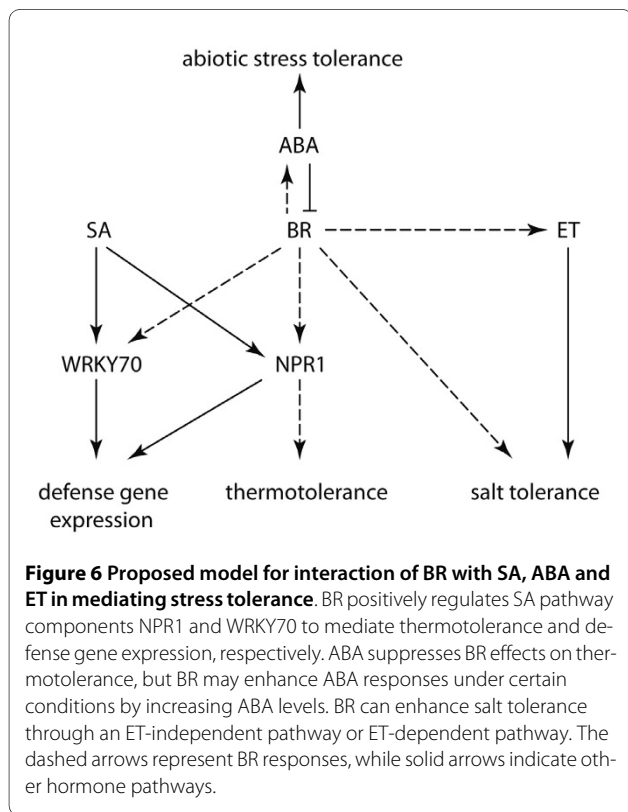 abiotic stress tolerance
ABA
SA
BR
ET
WRKY70
NPR1
defense gene
expression
thermotolerance
salt tolerance
Figure 6 Proposed model for interaction of BR with SA, ABA and
ET in mediating stress tolerance. BR positively regulates SA pathway
components NPR1 and WRKY70 to mediate thermotolerance and de-
fense gene expression, respectively. ABA suppresses BR effects on ther-
motolerance, but BR may enhance ABA responses under certain
conditions by increasing ABA levels. BR can enhance salt tolerance
through an ET-independent pathway or ET-dependent pathway. The
dashed arrows represent BR responses, while solid arrows indicate oth-
er hormone pathways.